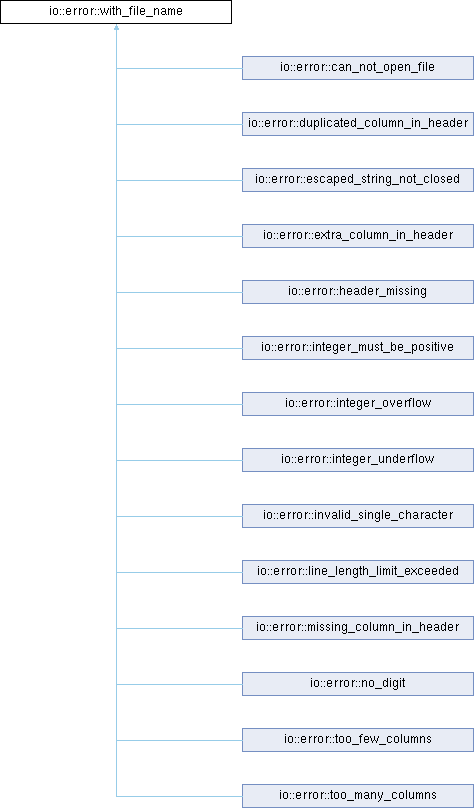 io::error::with_file_name
io::error::can_not_open_file
io::error::duplicated_column_in_header
io::error::escaped_string_not_closed
io::error::extra_column_in_header
io::error::header_missing
io::error::integer_must_be_positive
io::error::integer_overflow
io::error::integer_underflow
io::error::invalid_single_character
io::error::line_length_limit_exceeded
io::error::missing_column_in_header
io::error::no_digit
io::error::too_few_columns
io::error::too_many_columns